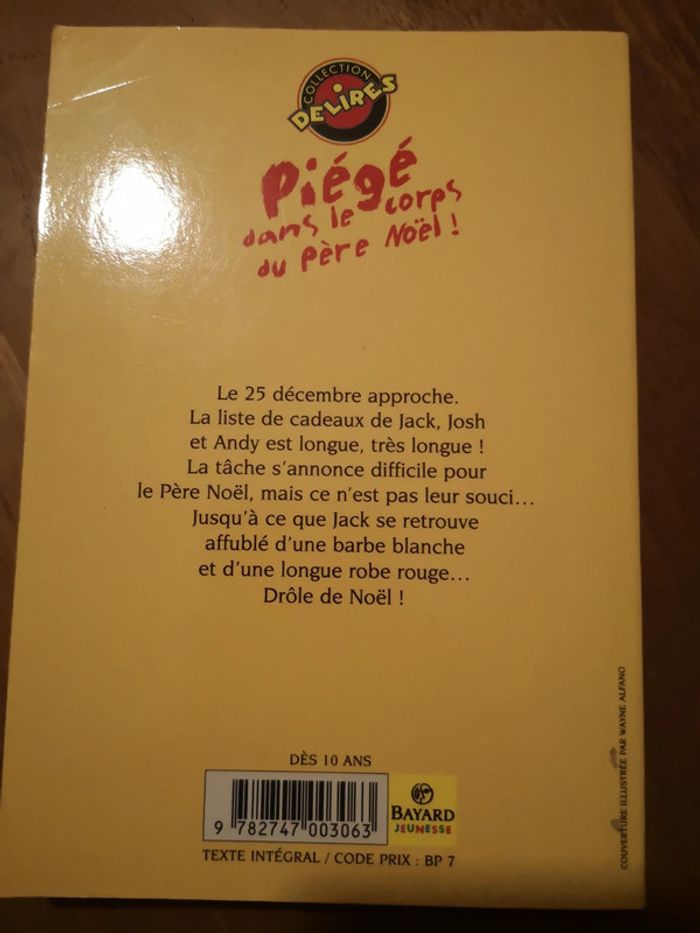 COLLECTION
DELIRES
Piégé
dans le corps
du Père Noël !
Le 25 décembre approche.
La liste de cadeaux de Jack, Josh
et Andy est longue, très longue !
La tâche s'annonce difficile pour
le Père Noël, mais ce n'est pas leur souci...
Jusqu'à ce que Jack se retrouve
affublé d'une barbe blanche
et d'une longue robe rouge...
Drôle de Noël !
DÈS 10 ANS
9 782747 003063
BAYARD
JEUNESSE
TEXTE INTÉGRAL / CODE PRIX : BP 7
COUVERTURE ILLUSTRÉE PAR WAYNE ALFANO